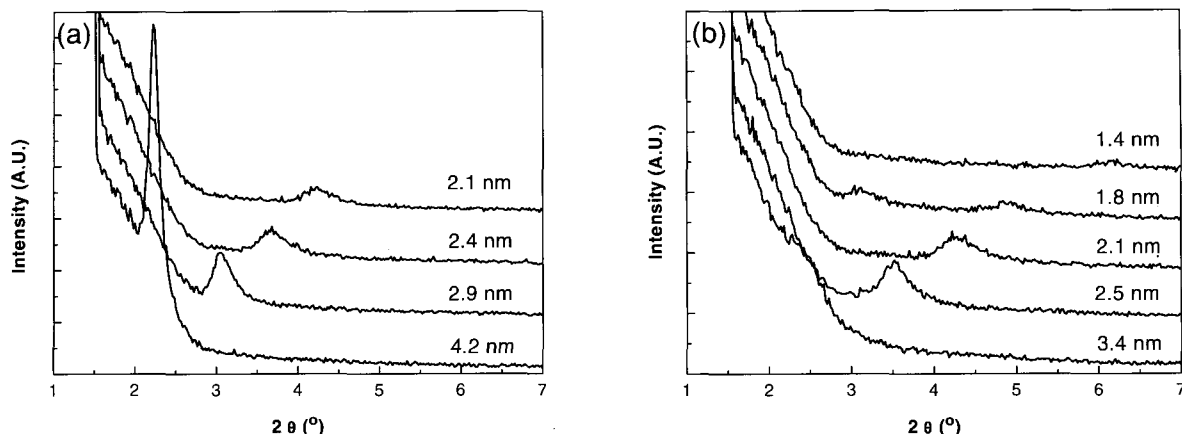 (a)
Intensity (A.U.)
2.1 nm
2.4 nm
2.9 nm
4.2 nm
1 2 3 4 5 6 7
2 θ (º)
(b)
Intensity (A.U.)
1.4 nm
1.8 nm
2.1 nm
2.5 nm
3.4 nm
1 2 3 4 5 6 7
2 θ (º)